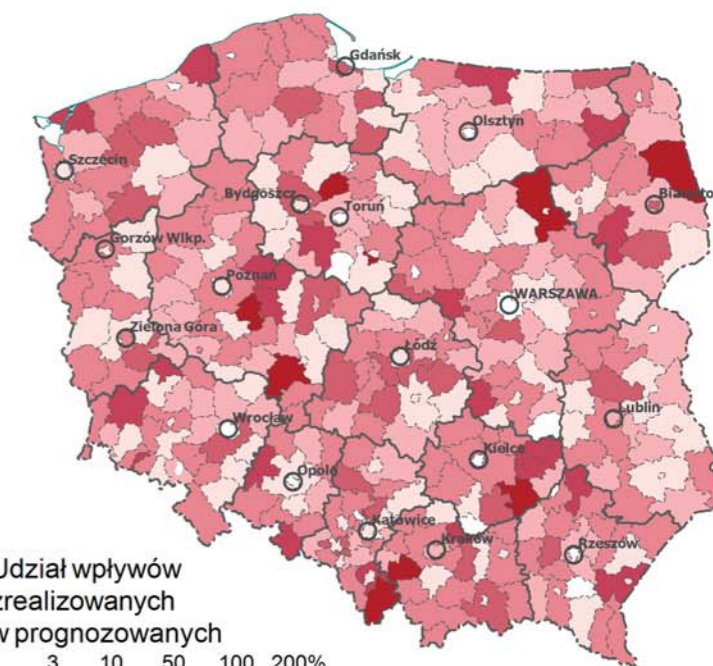 Gdańsk
Olsztyn
Szczecin
Bydgoszcz
Toruń
Gorzów Wlkp.
Poznań
WARSZAWA
Zielona Góra
Łódź
Wrocław
Lublin
Kielce
Opole
Katowice
Kraków
Rzeszów
Udział wpływów
zrealizowanych
w prognozowanych
3 10 50 100 200%